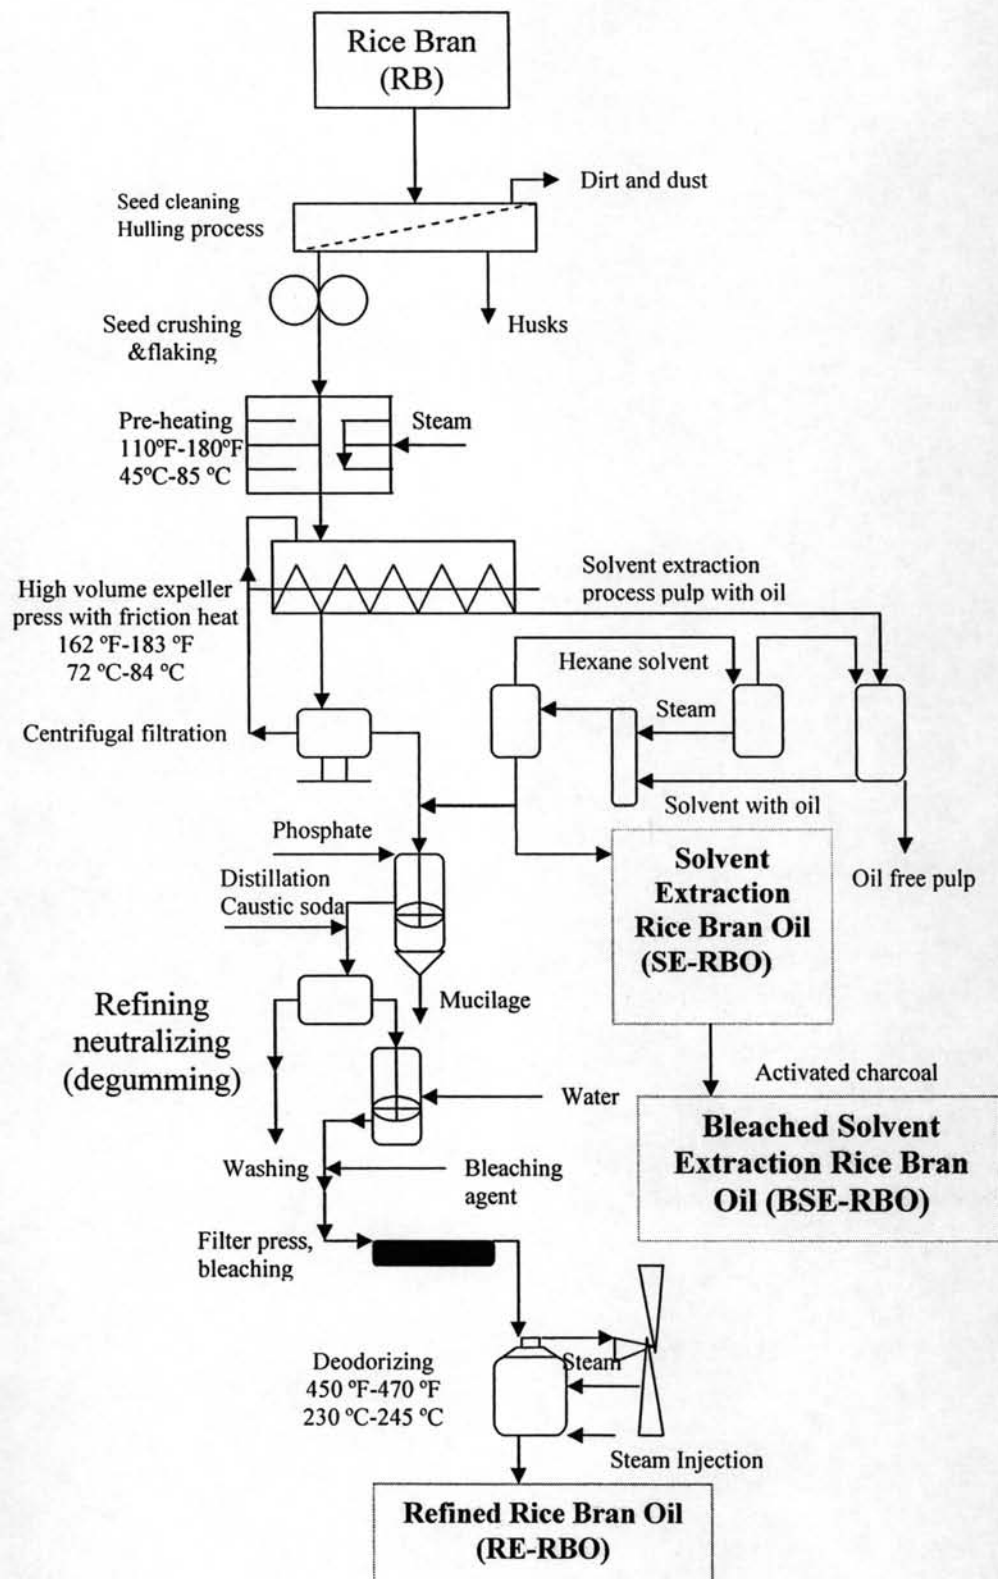 Rice Bran
(RB)
Dirt and dust
Seed cleaning
Hulling process
Husks
Seed crushing
&flaking
Pre-heating
110ºF-180ºF
45ºC-85 ºC
Steam
High volume expeller
press with friction heat
162 ºF-183 ºF
72 ºC-84 ºC
Solvent extraction
process pulp with oil
Hexane solvent
Steam
Centrifugal filtration
Solvent with oil
Oil free pulp
Phosphate
Distillation
Caustic soda
Solvent
Extraction
Rice Bran Oil
(SE-RBO)
Mucilage
Refining
neutralizing
(degumming)
Activated charcoal
Water
Bleached Solvent
Extraction Rice Bran
Oil (BSE-RBO)
Washing
Bleaching
agent
Filter press,
bleaching
Deodorizing
450 ºF-470 ºF
230 ºC-245 ºC
Steam
Steam Injection
Refined Rice Bran Oil
(RE-RBO)